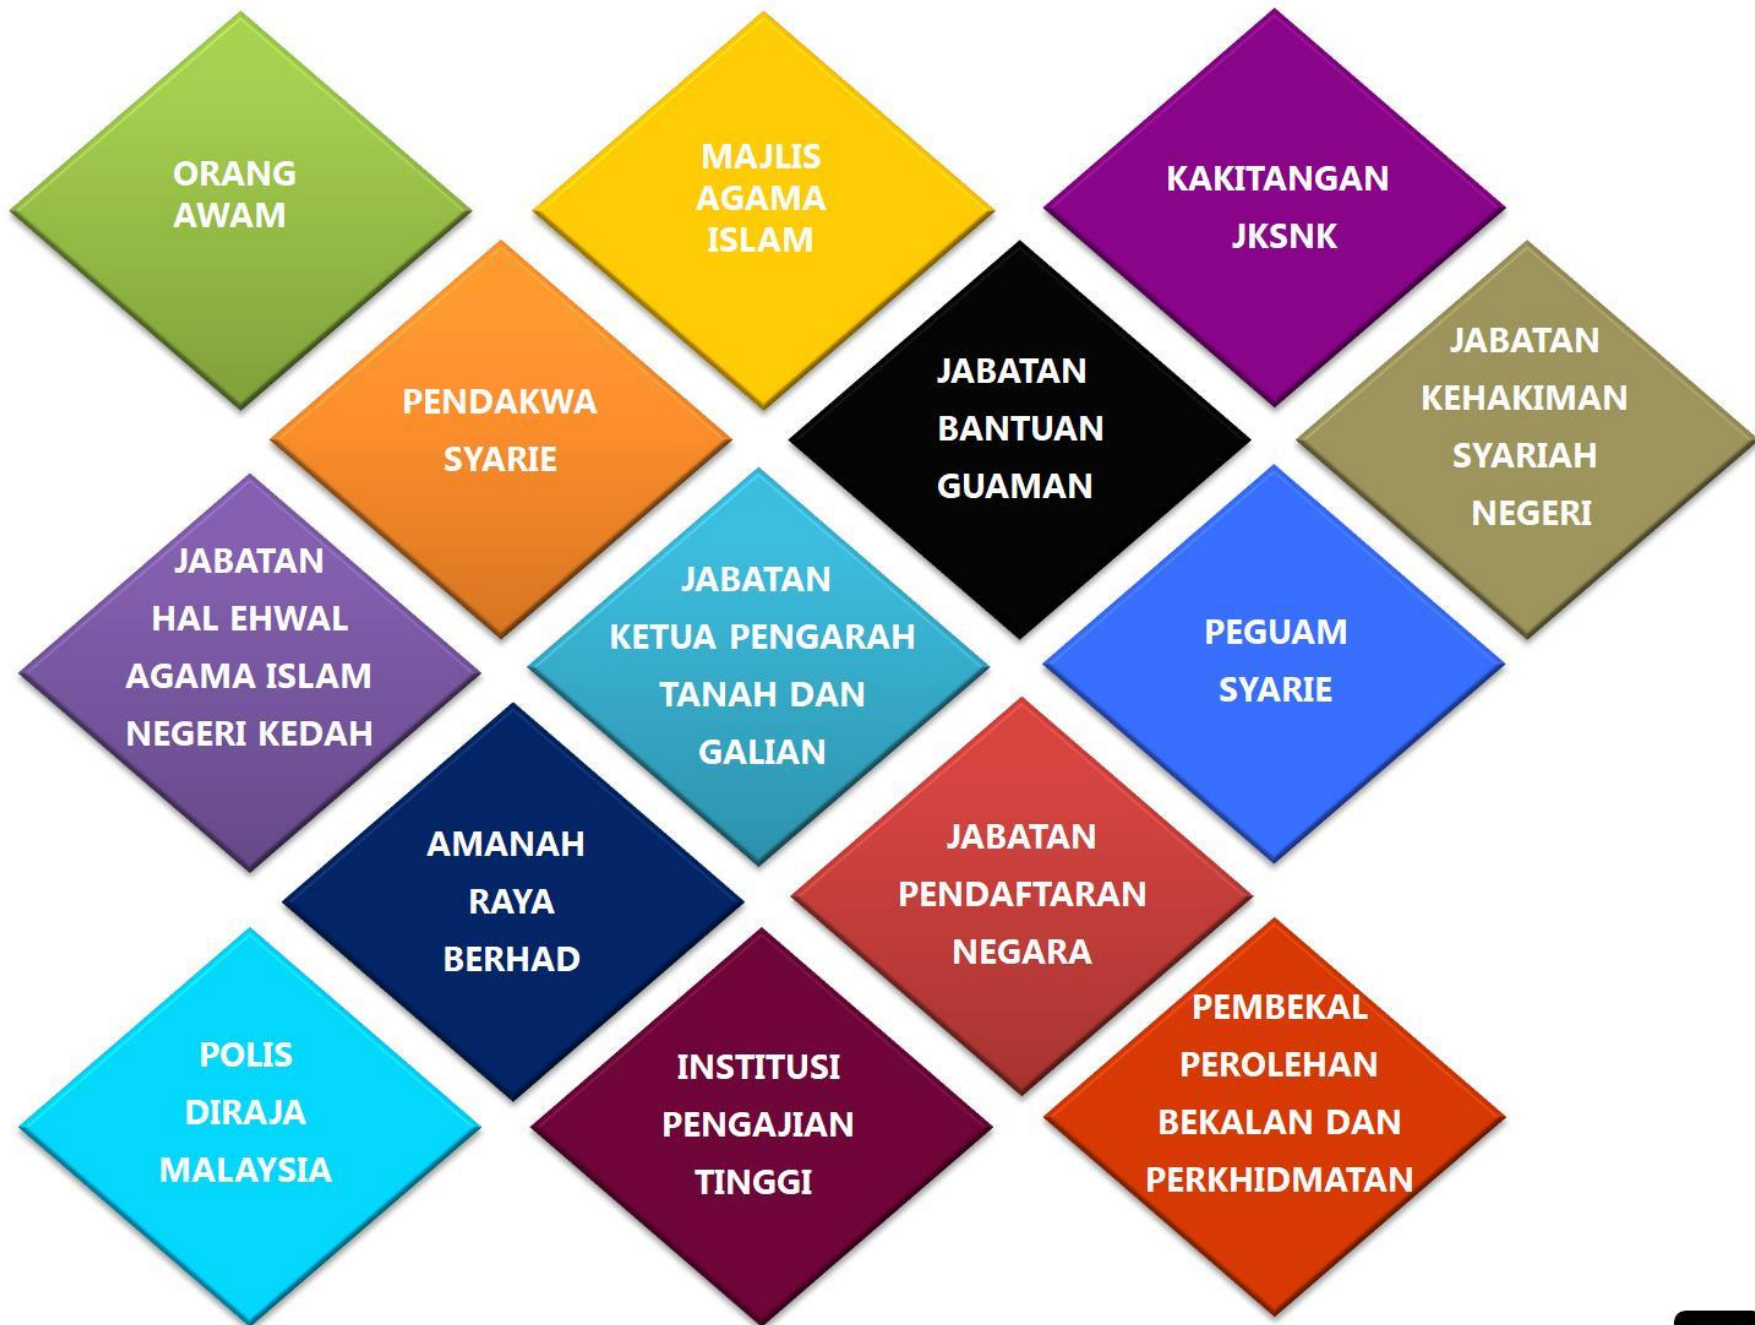 ORANG
AWAM
MAJLIS
AGAMA
ISLAM
KAKITANGAN
JKSNK
PENDAKWA
SYARIE
JABATAN
BANTUAN
GUAMAN
JABATAN
KEHAKIMAN
SYARIAH
NEGERI
JABATAN
HAL EHWAL
AGAMA ISLAM
NEGERI KEDAH
JABATAN
KETUA PENGARAH
TANAH DAN
GALIAN
PEGUAM
SYARIE
AMANAH
RAYA
BERHAD
JABATAN
PENDAFTARAN
NEGARA
POLIS
DIRAJA
MALAYSIA
INSTITUSI
PENGAJIAN
TINGGI
PEMBEKAL
PEROLEHAN
BEKALAN DAN
PERKHIDMATAN